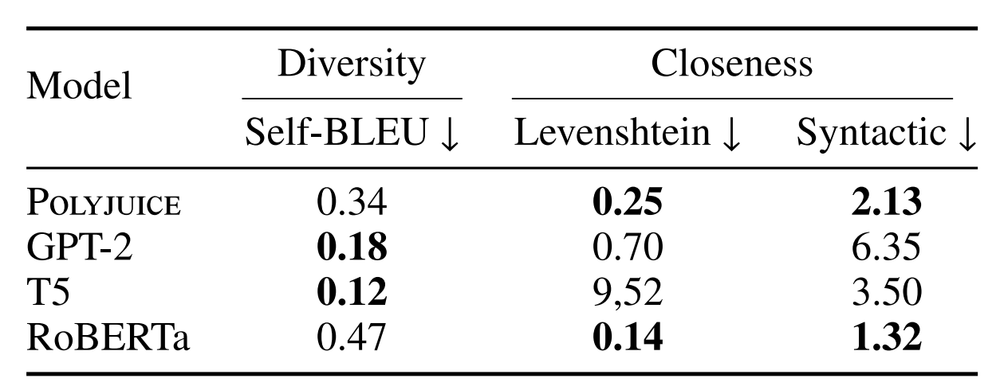 Model Diversity Closeness
Self-BLEU ↓ Levenshtein ↓ Syntactic ↓
POLYJUICE 0.34 0.25 2.13
GPT-2 0.18 0.70 6.35
T5 0.12 9,52 3.50
RoBERTa 0.47 0.14 1.32